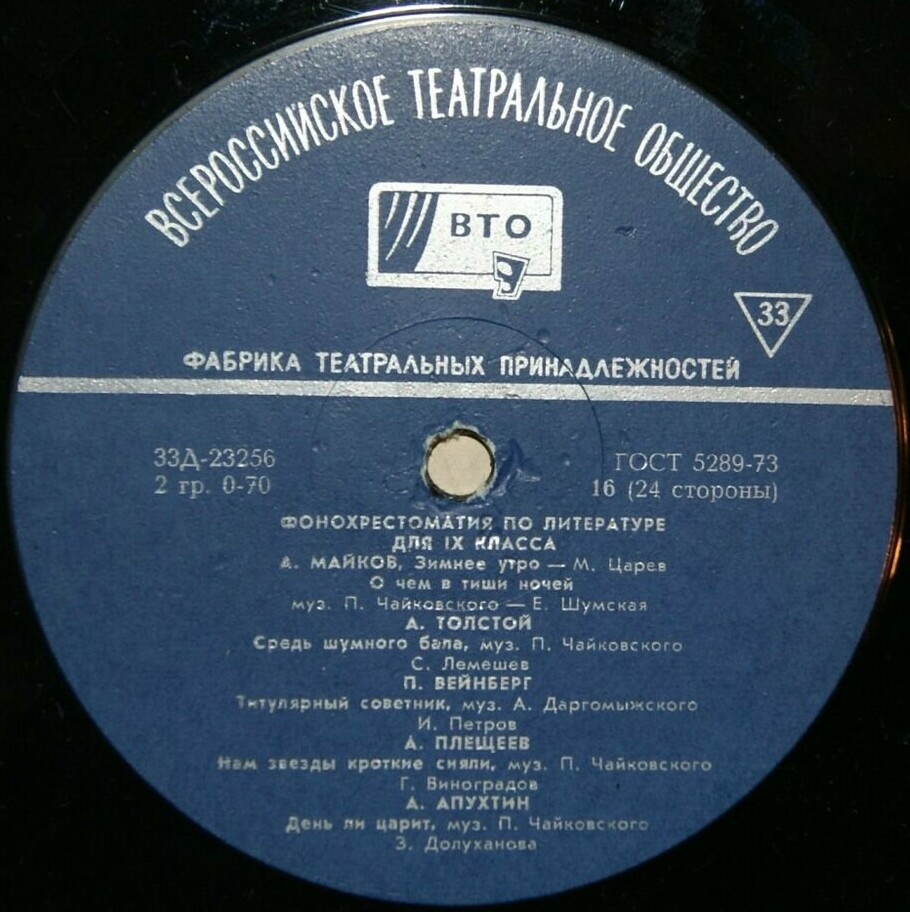 ВСЕРОССИЙСКОЕ ТЕАТРАЛЬНОЕ ОБЩЕСТВО
ВТО
33
ФАБРИКА ТЕАТРАЛЬНЫХ ПРИНАДЛЕЖНОСТЕЙ
33Д-23256
ГОСТ 5289-73
2 гр. 0-70
16 (24 стороны)
ФОНОХРЕСТОМАТИЯ ПО ЛИТЕРАТУРЕ
ДЛЯ IX КЛАССА
А. МАЙКОВ, Зимнее утро — М. Царев
О чем в тиши ночей
муз. П. Чайковского — Е. Шумская
А. ТОЛСТОЙ
Средь шумного бала, муз. П. Чайковского
С. Лемешев
П. ВЕЙНБЕРГ
Титулярный советник, муз. А. Даргомыжского
И. Петров
А. ПЛЕЩЕЕВ
Нам звезды кроткие сияли, муз. П. Чайковского
Г. Виноградов
А. АПУХТИН
День ли царит, муз. П. Чайковского
З. Долуханова